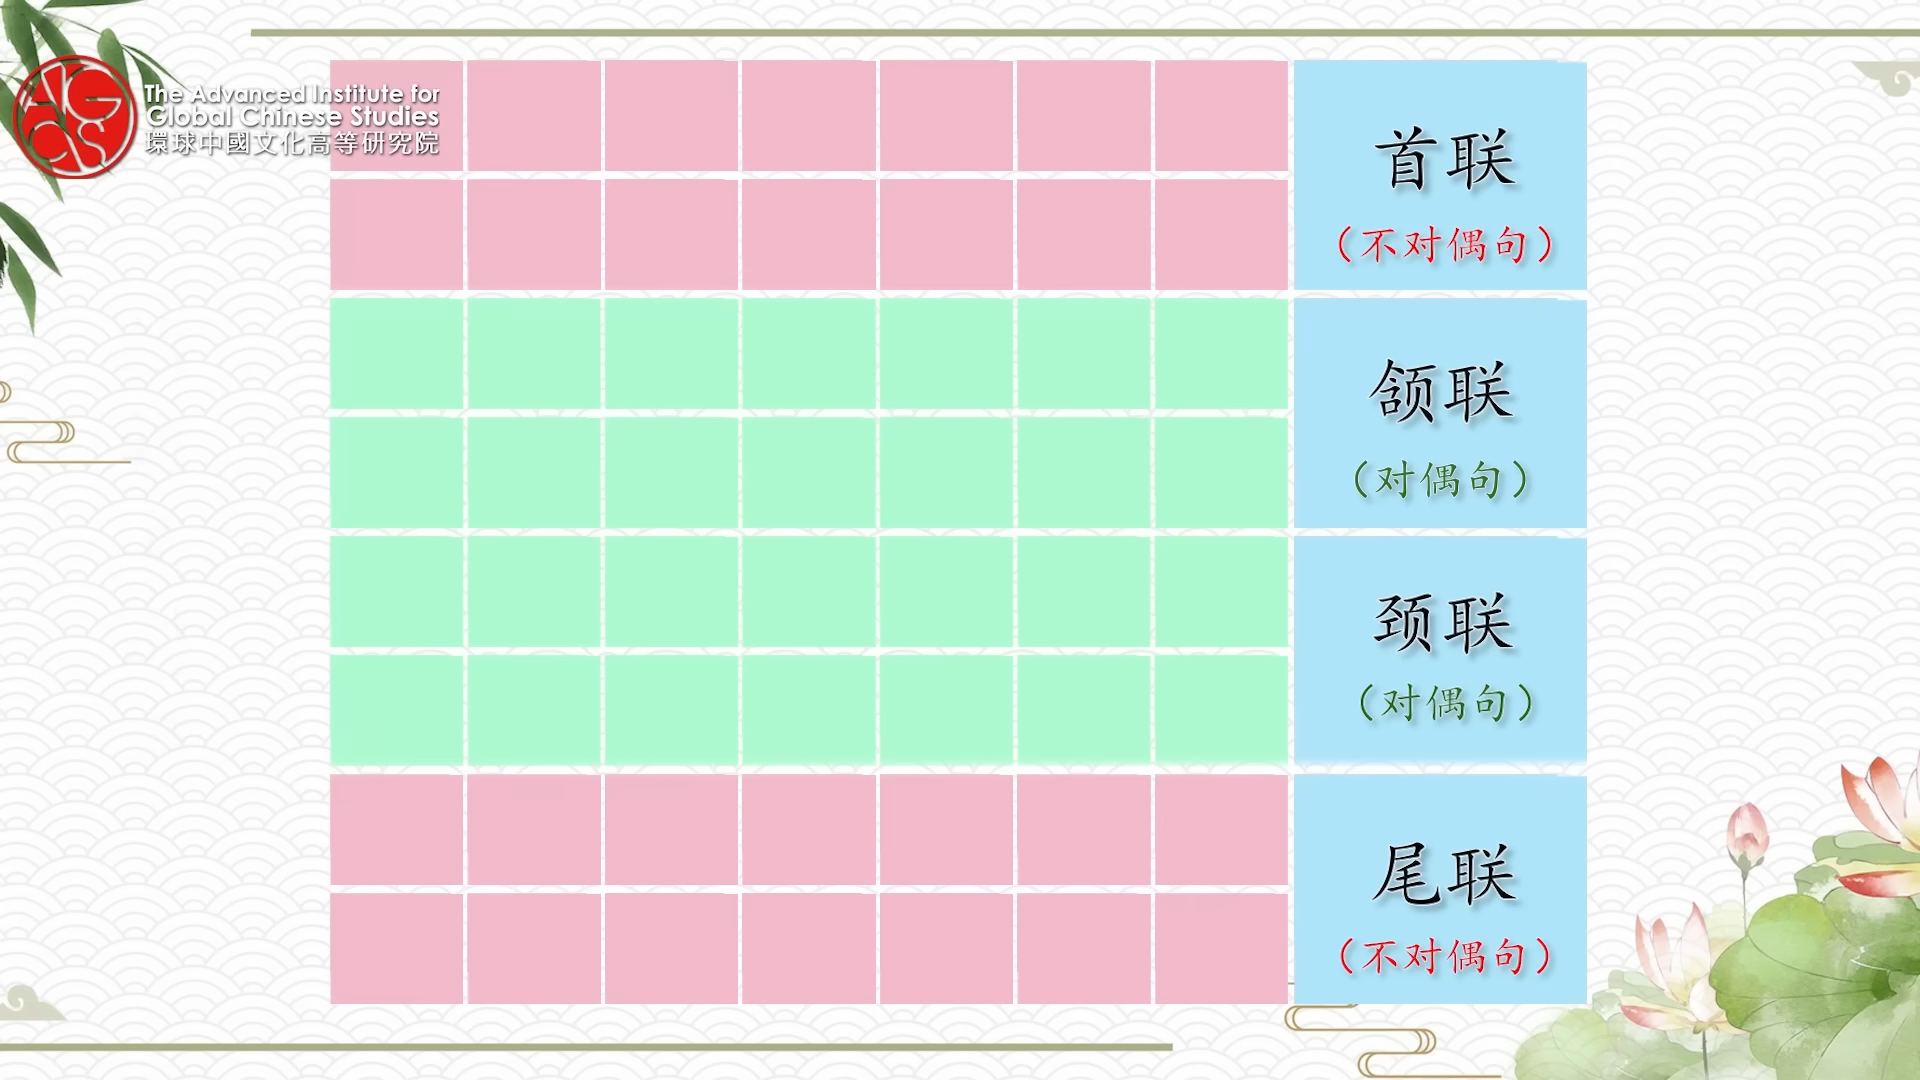 The Advanced Institute for
Global Chinese Studies
環球中國文化高等研究院
首联
（不对偶句）
颔联
（对偶句）
颈联
（对偶句）
尾联
（不对偶句）